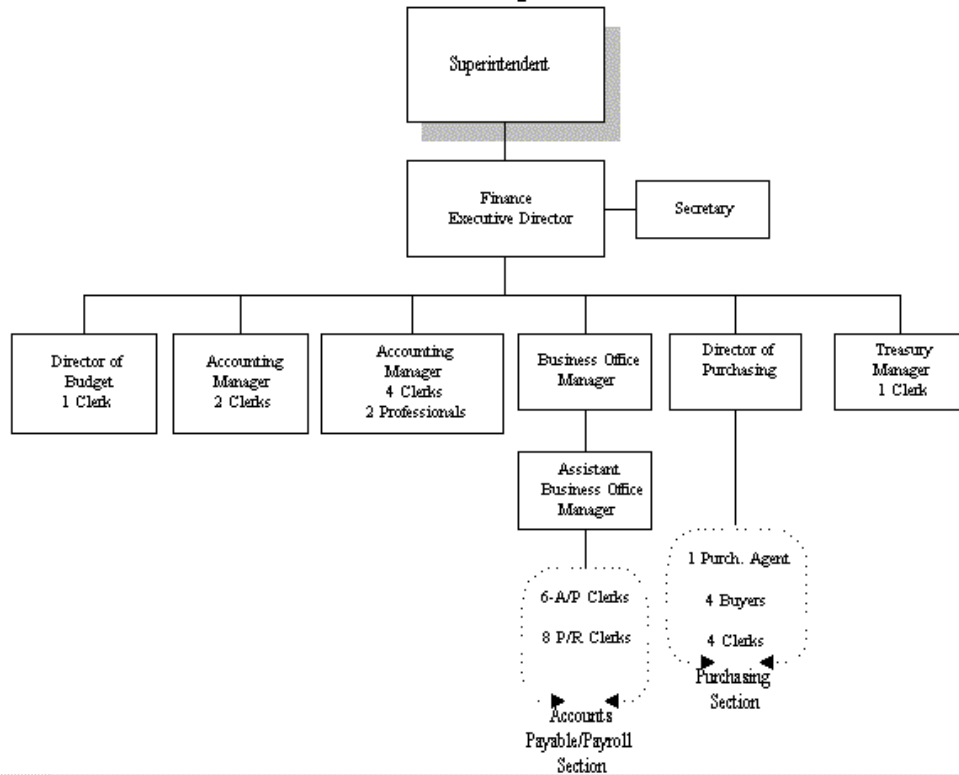 Superintendent
Finance
Executive Director
Secretary
Director of
Budget
1 Clerk
Accounting
Manager
2 Clerks
Accounting
Manager
4 Clerks
2 Professionals
Business Office
Manager
Director of
Purchasing
Treasury
Manager
1 Clerk
Assistant
Business Office
Manager
6-A/P Clerks
8 P/R Clerks
Accounts
Payable/Payroll
Section
1 Purch. Agent
4 Buyers
4 Clerks
Purchasing
Section